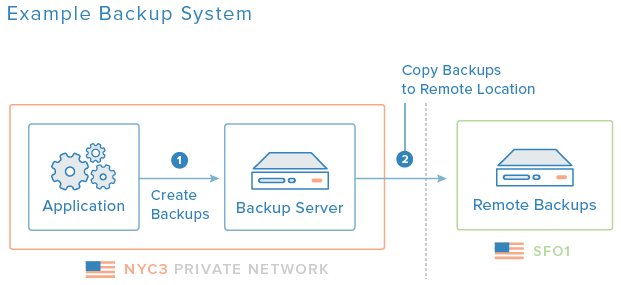 Example Backup System
Copy Backups
to Remote Location
1
2
Create
Backups
Application
Backup Server
Remote Backups
NYC3 PRIVATE NETWORK
SFO1